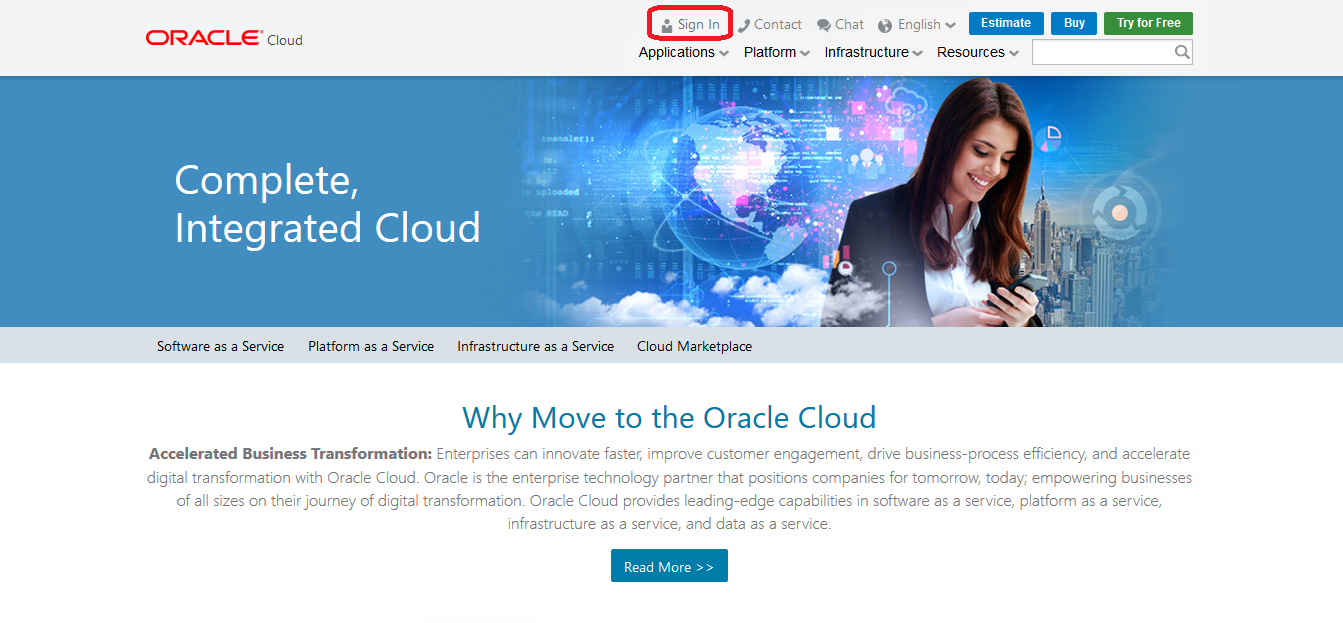 ORACLE Cloud
Sign In Contact Chat English Estimate Buy Try for Free
Applications Platform Infrastructure Resources
Complete,
Integrated Cloud
Software as a Service Platform as a Service Infrastructure as a Service Cloud Marketplace
Why Move to the Oracle Cloud
Accelerated Business Transformation: Enterprises can innovate faster, improve customer engagement, drive business-process efficiency, and accelerate
digital transformation with Oracle Cloud. Oracle is the enterprise technology partner that positions companies for tomorrow, today; empowering businesses
of all sizes on their journey of digital transformation. Oracle Cloud provides leading-edge capabilities in software as a service, platform as a service,
infrastructure as a service, and data as a service.
Read More >>